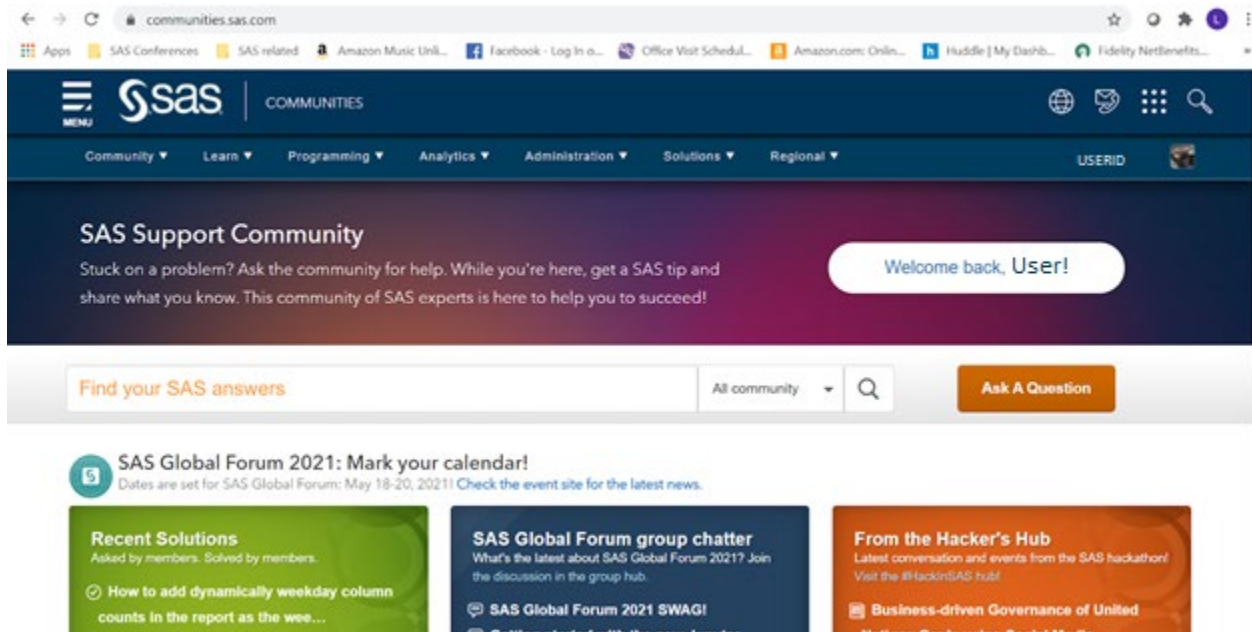 communities.sas.com
Apps SAS Conferences SAS related Amazon Music Unli... Facebook - Log In o... Office Visit Schedul... Amazon.com: Onlin... Huddle | My Dashb... Fidelity NetBenefits... »
MENU sas COMMUNITIES
Community Learn Programming Analytics Administration Solutions Regional USERID
SAS Support Community
Stuck on a problem? Ask the community for help. While you're here, get a SAS tip and
share what you know. This community of SAS experts is here to help you to succeed!
Welcome back, User!
Find your SAS answers All community Ask A Question
SAS Global Forum 2021: Mark your calendar!
Dates are set for SAS Global Forum: May 18-20, 2021! Check the event site for the latest news.
Recent Solutions
Asked by members. Solved by members.
How to add dynamically weekday column
counts in the report as the wee...
SAS Global Forum group chatter
What's the latest about SAS Global Forum 2021? Join
the discussion in the group hub.
SAS Global Forum 2021 SWAG!
From the Hacker's Hub
Latest conversation and events from the SAS hackathon!
Visit the #HackinSAS hub!
Business-driven Governance of United